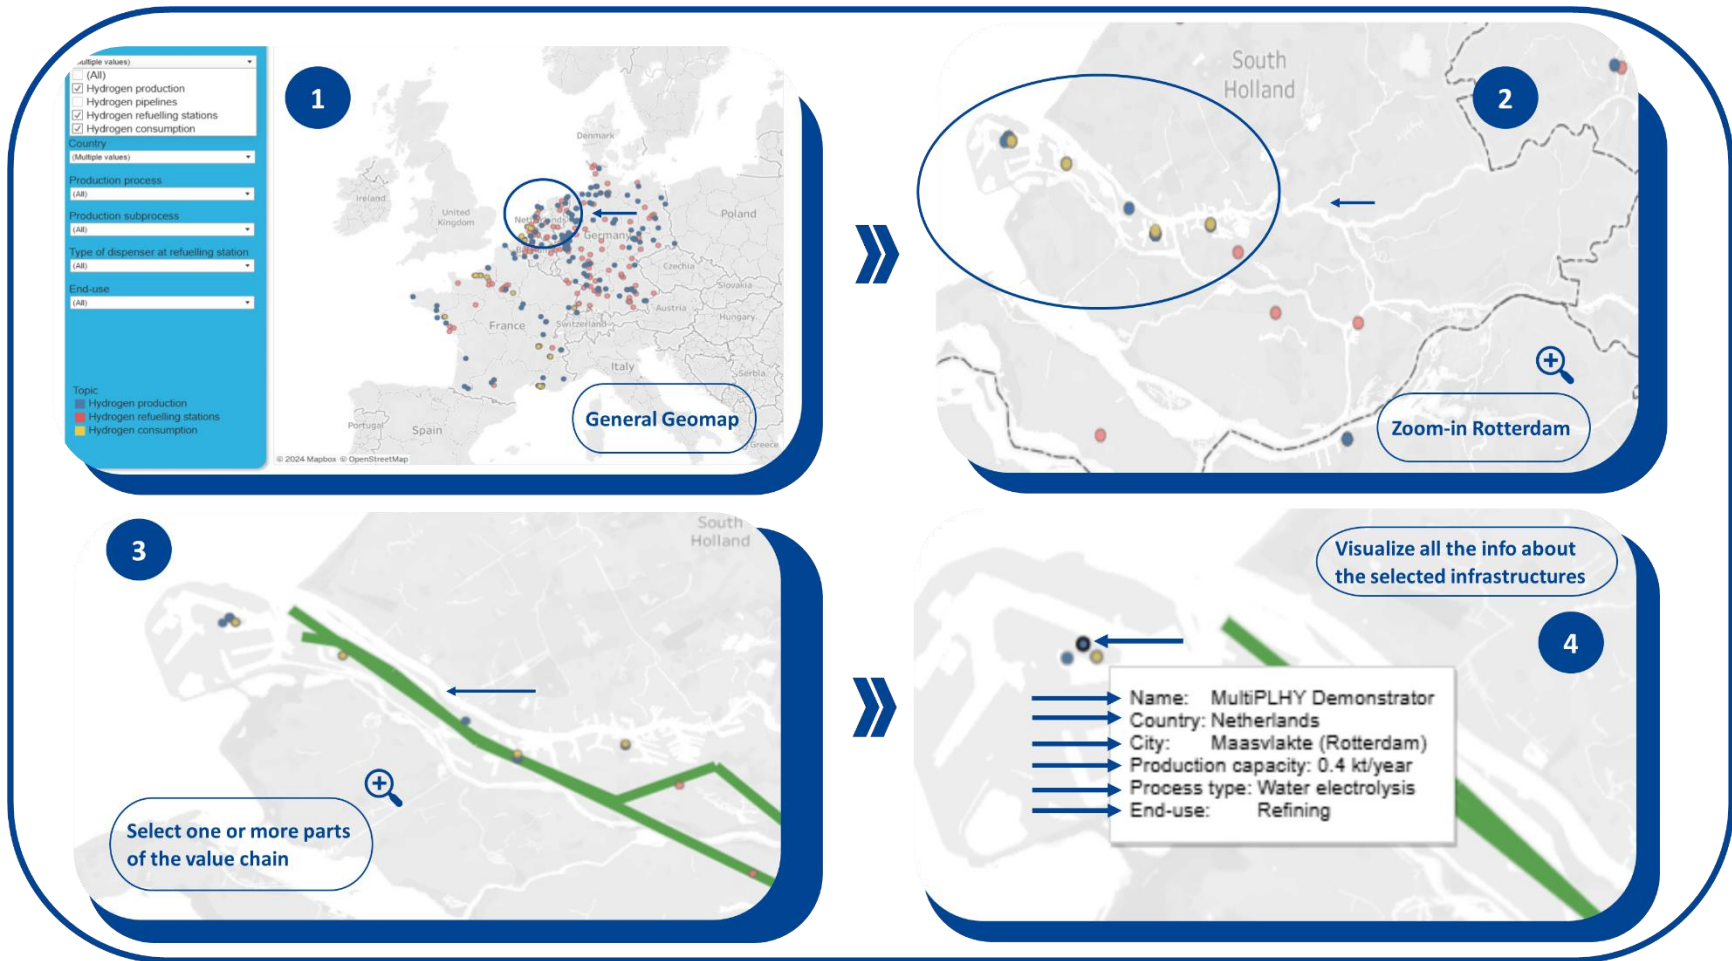 (Multiple values)
(All)
Hydrogen production
Hydrogen pipelines
Hydrogen refuelling stations
Hydrogen consumption
Country
(Multiple values)
Production process
(All)
Production subprocess
(All)
Type of dispenser at refuelling station
(All)
End-use
(All)
Topic
Hydrogen production
Hydrogen refuelling stations
Hydrogen consumption
1
Denmark
Ireland
United
Kingdom
Poland
Germany
Czechia
Slovakia
Austria
Hungary
France
Switzerland
Italy
Serbia
Portugal
Spain
Greece
General Geomap
© 2024 Mapbox © OpenStreetMap
South
Holland
2
Zoom-in Rotterdam
3
South
Holland
Select one or more parts
of the value chain
Visualize all the info about
the selected infrastructures
4
Name: MultiPLHY Demonstrator
Country: Netherlands
City: Maasvlakte (Rotterdam)
Production capacity: 0.4 kt/year
Process type: Water electrolysis
End-use: Refining